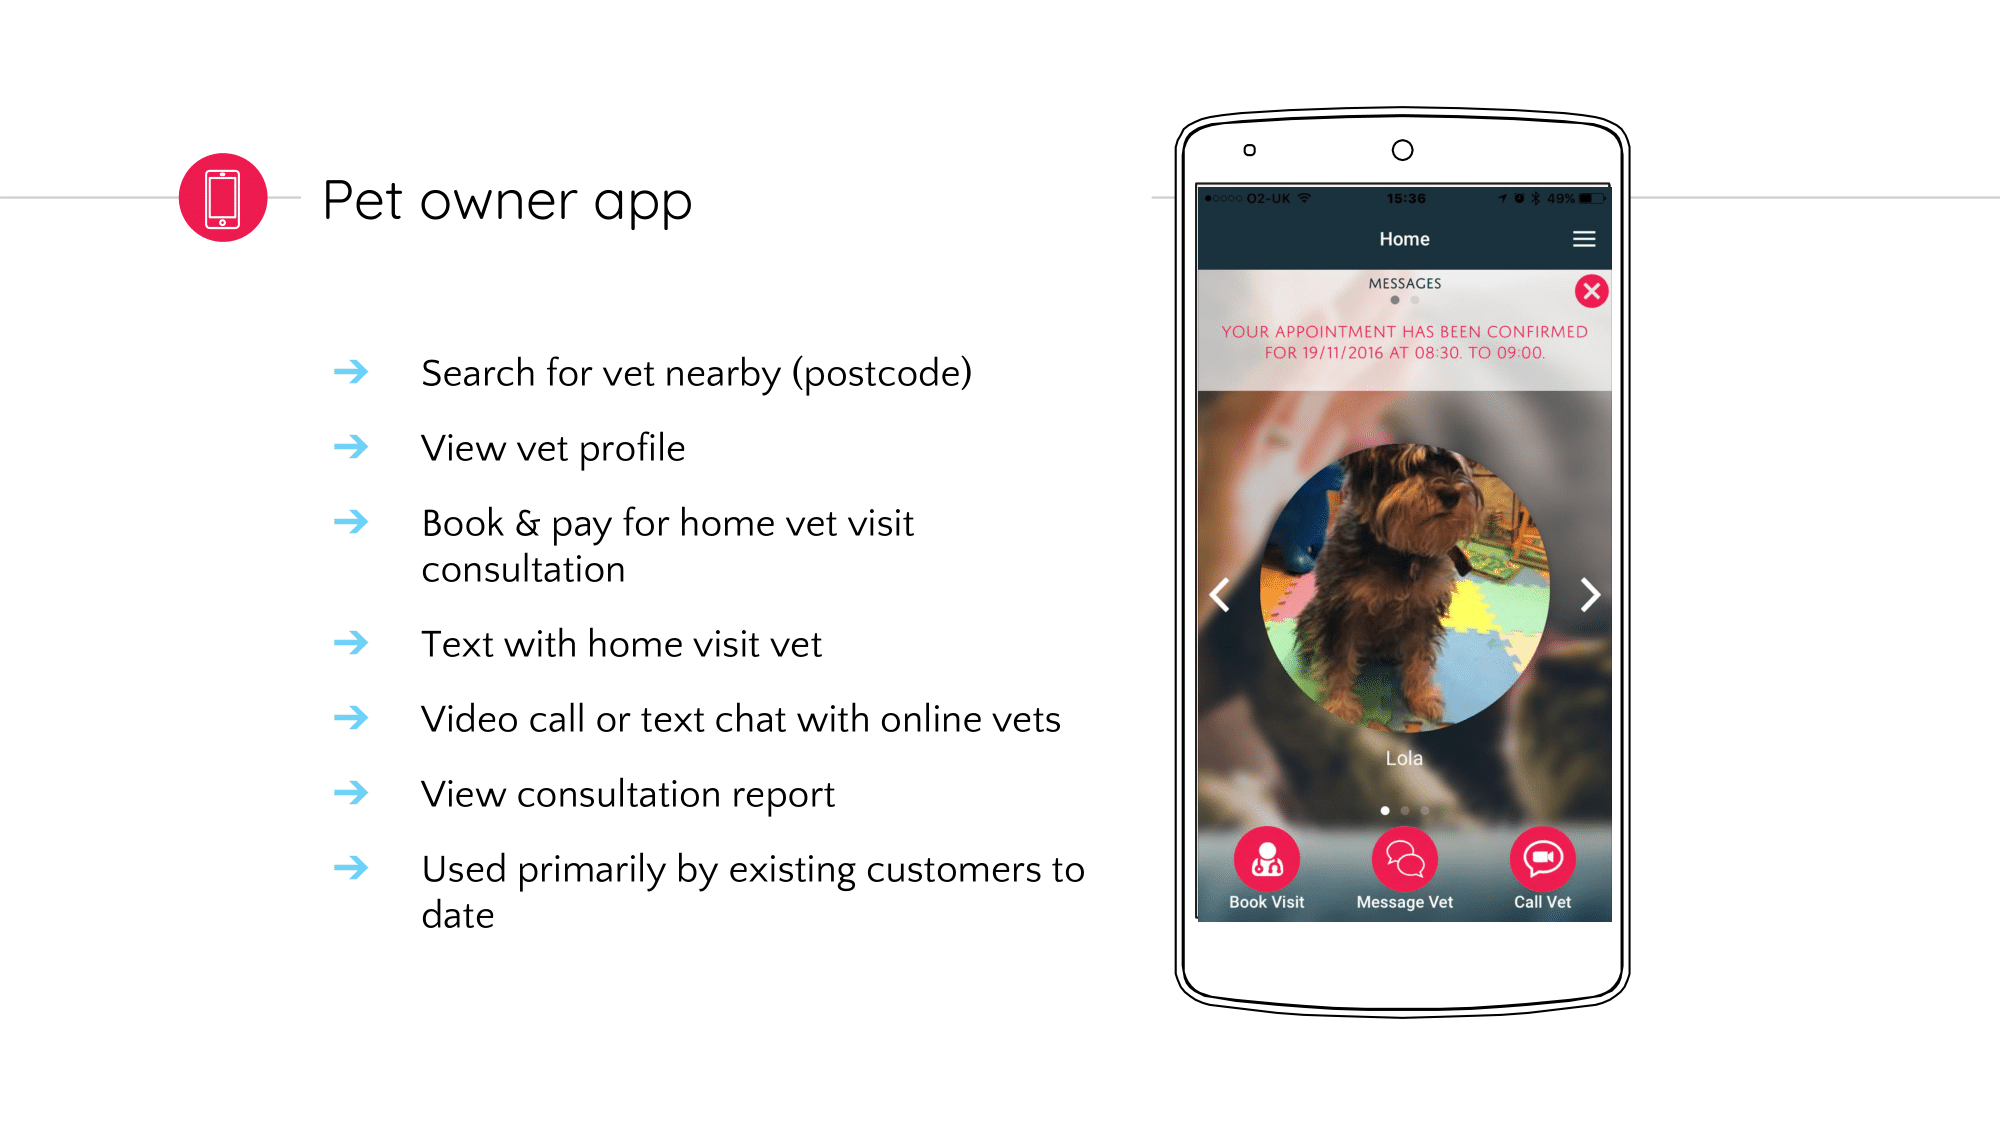 Pet owner app
Search for vet nearby (postcode)
View vet profile
Book & pay for home vet visit
consultation
Text with home visit vet
Video call or text chat with online vets
View consultation report
Used primarily by existing customers to
date
O2-UK 15:36 49%
Home
MESSAGES
YOUR APPOINTMENT HAS BEEN CONFIRMED
FOR 19/11/2016 AT 08:30. TO 09:00.
Lola
Book Visit Message Vet Call Vet